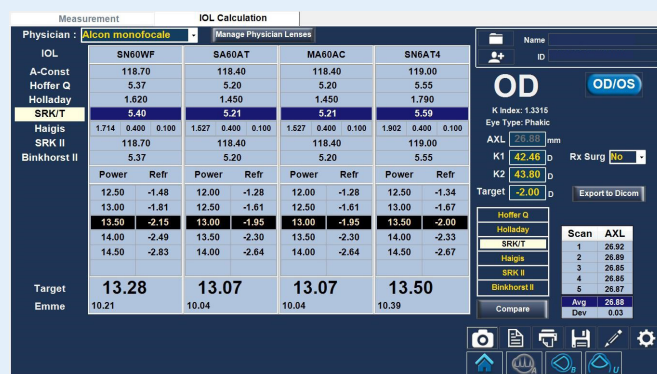 Measurement IOL Calculation
Physician : Alcon monofocale Manage Physician Lenses
IOL SN60WF SA60AT MA60AC SN6AT4
A-Const 118.70 118.40 118.40 119.00
Hoffer Q 5.37 5.20 5.20 5.55
Holladay 1.620 1.450 1.450 1.790
SRK/T 5.40 5.21 5.21 5.59
Haigis 1.714 0.400 0.100 1.527 0.400 0.100 1.527 0.400 0.100 1.902 0.400 0.100
SRK II 118.70 118.40 118.40 119.00
Binkhorst II 5.37 5.20 5.20 5.55
Power Refr Power Refr Power Refr Power Refr
12.50 -1.48 12.00 -1.28 12.00 -1.28 12.50 -1.34
13.00 -1.81 12.50 -1.61 12.50 -1.61 13.00 -1.67
13.50 -2.15 13.00 -1.95 13.00 -1.95 13.50 -2.00
14.00 -2.49 13.50 -2.30 13.50 -2.30 14.00 -2.33
14.50 -2.83 14.00 -2.64 14.00 -2.64 14.50 -2.67
Target 13.28 13.07 13.07 13.50
Emme 10.21 10.04 10.04 10.39
Name
ID
OD OD/OS
K Index: 1.3315
Eye Type: Phakic
AXL 26.88 mm
K1 42.46 D Rx Surg No
K2 43.80 D
Target -2.00 D Export to Dicom
Hoffer Q
Holladay
SRK/T
Haigis
SRK II
Binkhorst II
Compare
Scan AXL
1 26.92
2 26.89
3 26.85
4 26.85
5 26.87
Avg 26.88
Dev 0.03
A B U